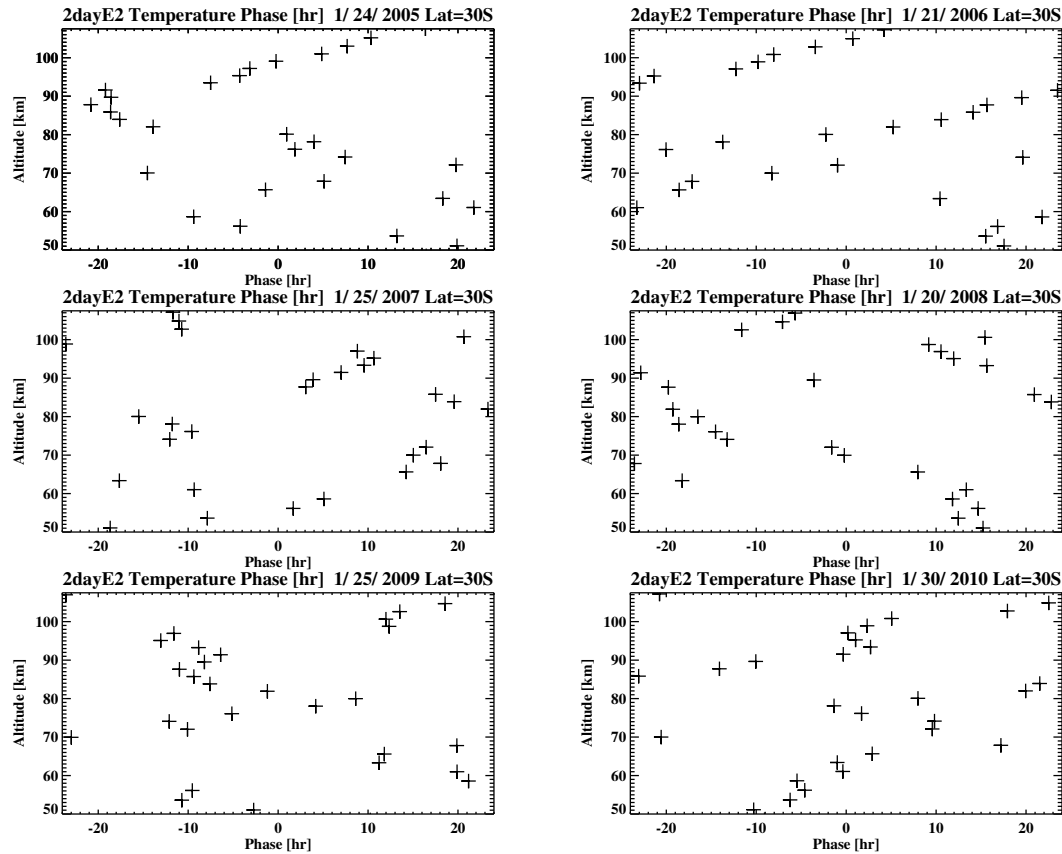 2dayE2 Temperature Phase [hr] 1/ 24/ 2005 Lat=30S
Altitude [km]
100
90
80
70
60
50
-20 -10 0 10 20
Phase [hr]
2dayE2 Temperature Phase [hr] 1/ 21/ 2006 Lat=30S
Altitude [km]
100
90
80
70
60
50
-20 -10 0 10 20
Phase [hr]
2dayE2 Temperature Phase [hr] 1/ 25/ 2007 Lat=30S
Altitude [km]
100
90
80
70
60
50
-20 -10 0 10 20
Phase [hr]
2dayE2 Temperature Phase [hr] 1/ 20/ 2008 Lat=30S
Altitude [km]
100
90
80
70
60
50
-20 -10 0 10 20
Phase [hr]
2dayE2 Temperature Phase [hr] 1/ 25/ 2009 Lat=30S
Altitude [km]
100
90
80
70
60
50
-20 -10 0 10 20
Phase [hr]
2dayE2 Temperature Phase [hr] 1/ 30/ 2010 Lat=30S
Altitude [km]
100
90
80
70
60
50
-20 -10 0 10 20
Phase [hr]